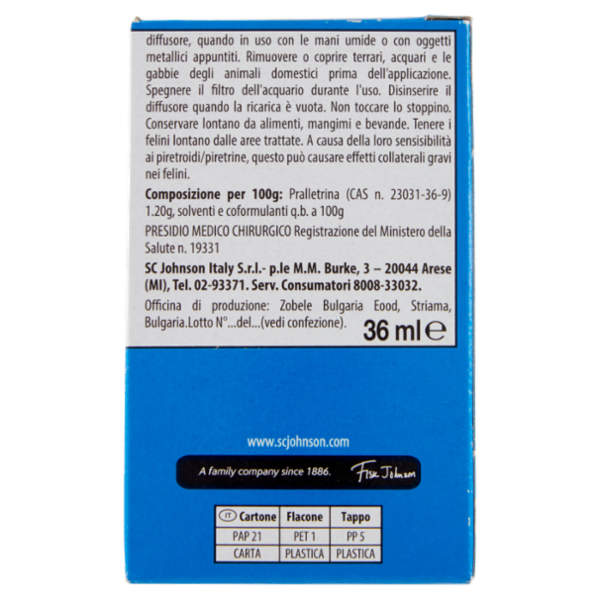 diffusore, quando in uso con le mani umide o con oggetti
metallici appuntiti. Rimuovere o coprire terrari, acquari e le
gabbie degli animali domestici prima dell'applicazione.
Spegnere il filtro dell'acquario durante l'uso. Disinserire il
diffusore quando la ricarica è vuota. Non toccare lo stoppino.
Conservare lontano da alimenti, mangimi e bevande. Tenere i
felini lontano dalle aree trattate. A causa della loro sensisibilità
ai piretroidi/piretrine, questo può causare effetti collaterali gravi
nei felini.
Composizione per 100g: Pralletrina (CAS n. 23031-36-9)
1.20g, solventi e coformulanti q.b. a 100g
PRESIDIO MEDICO CHIRURGICO Registrazione del Ministero della
Salute n. 19331
SC Johnson Italy S.r.l.- p.le M.M. Burke, 3 – 20044 Arese
(MI), Tel. 02-93371. Serv. Consumatori 8008-33032.
Officina di produzione: Zobele Bulgaria Eood, Striama,
Bulgaria.Lotto N°...del...(vedi confezione).
36 ml e
www.scjohnson.com
A family company since 1886. Fisk Johnson
IT Cartone Flacone Tappo
PAP 21 PET 1 PP 5
CARTA PLASTICA PLASTICA